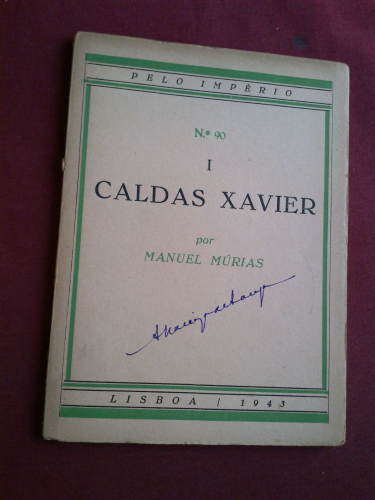 PELO IMPÉRIO
N.º 90
I
CALDAS XAVIER
por
MANUEL MÚRIAS
LISBOA / 1943